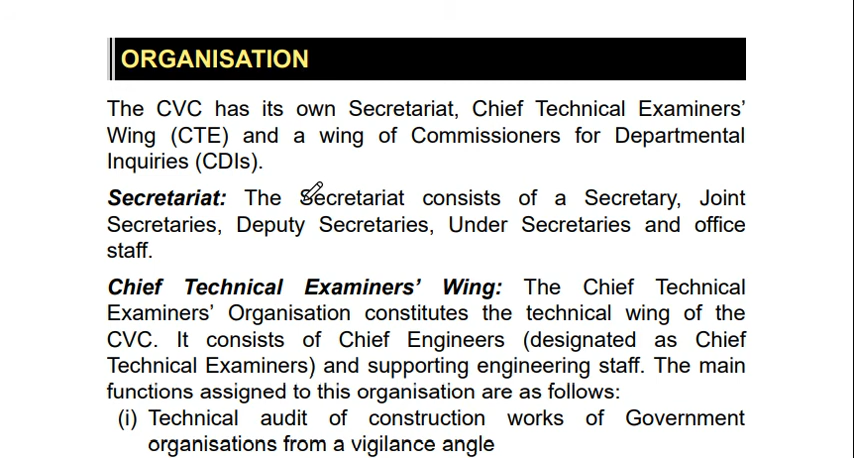 ORGANISATION
The CVC has its own Secretariat, Chief Technical Examiners’
Wing (CTE) and a wing of Commissioners for Departmental
Inquiries (CDIs).
Secretariat: The Secretariat consists of a Secretary, Joint
Secretaries, Deputy Secretaries, Under Secretaries and office
staff.
Chief Technical Examiners’ Wing: The Chief Technical
Examiners’ Organisation constitutes the technical wing of the
CVC. It consists of Chief Engineers (designated as Chief
Technical Examiners) and supporting engineering staff. The main
functions assigned to this organisation are as follows:
(i) Technical audit of construction works of Government
organisations from a vigilance angle